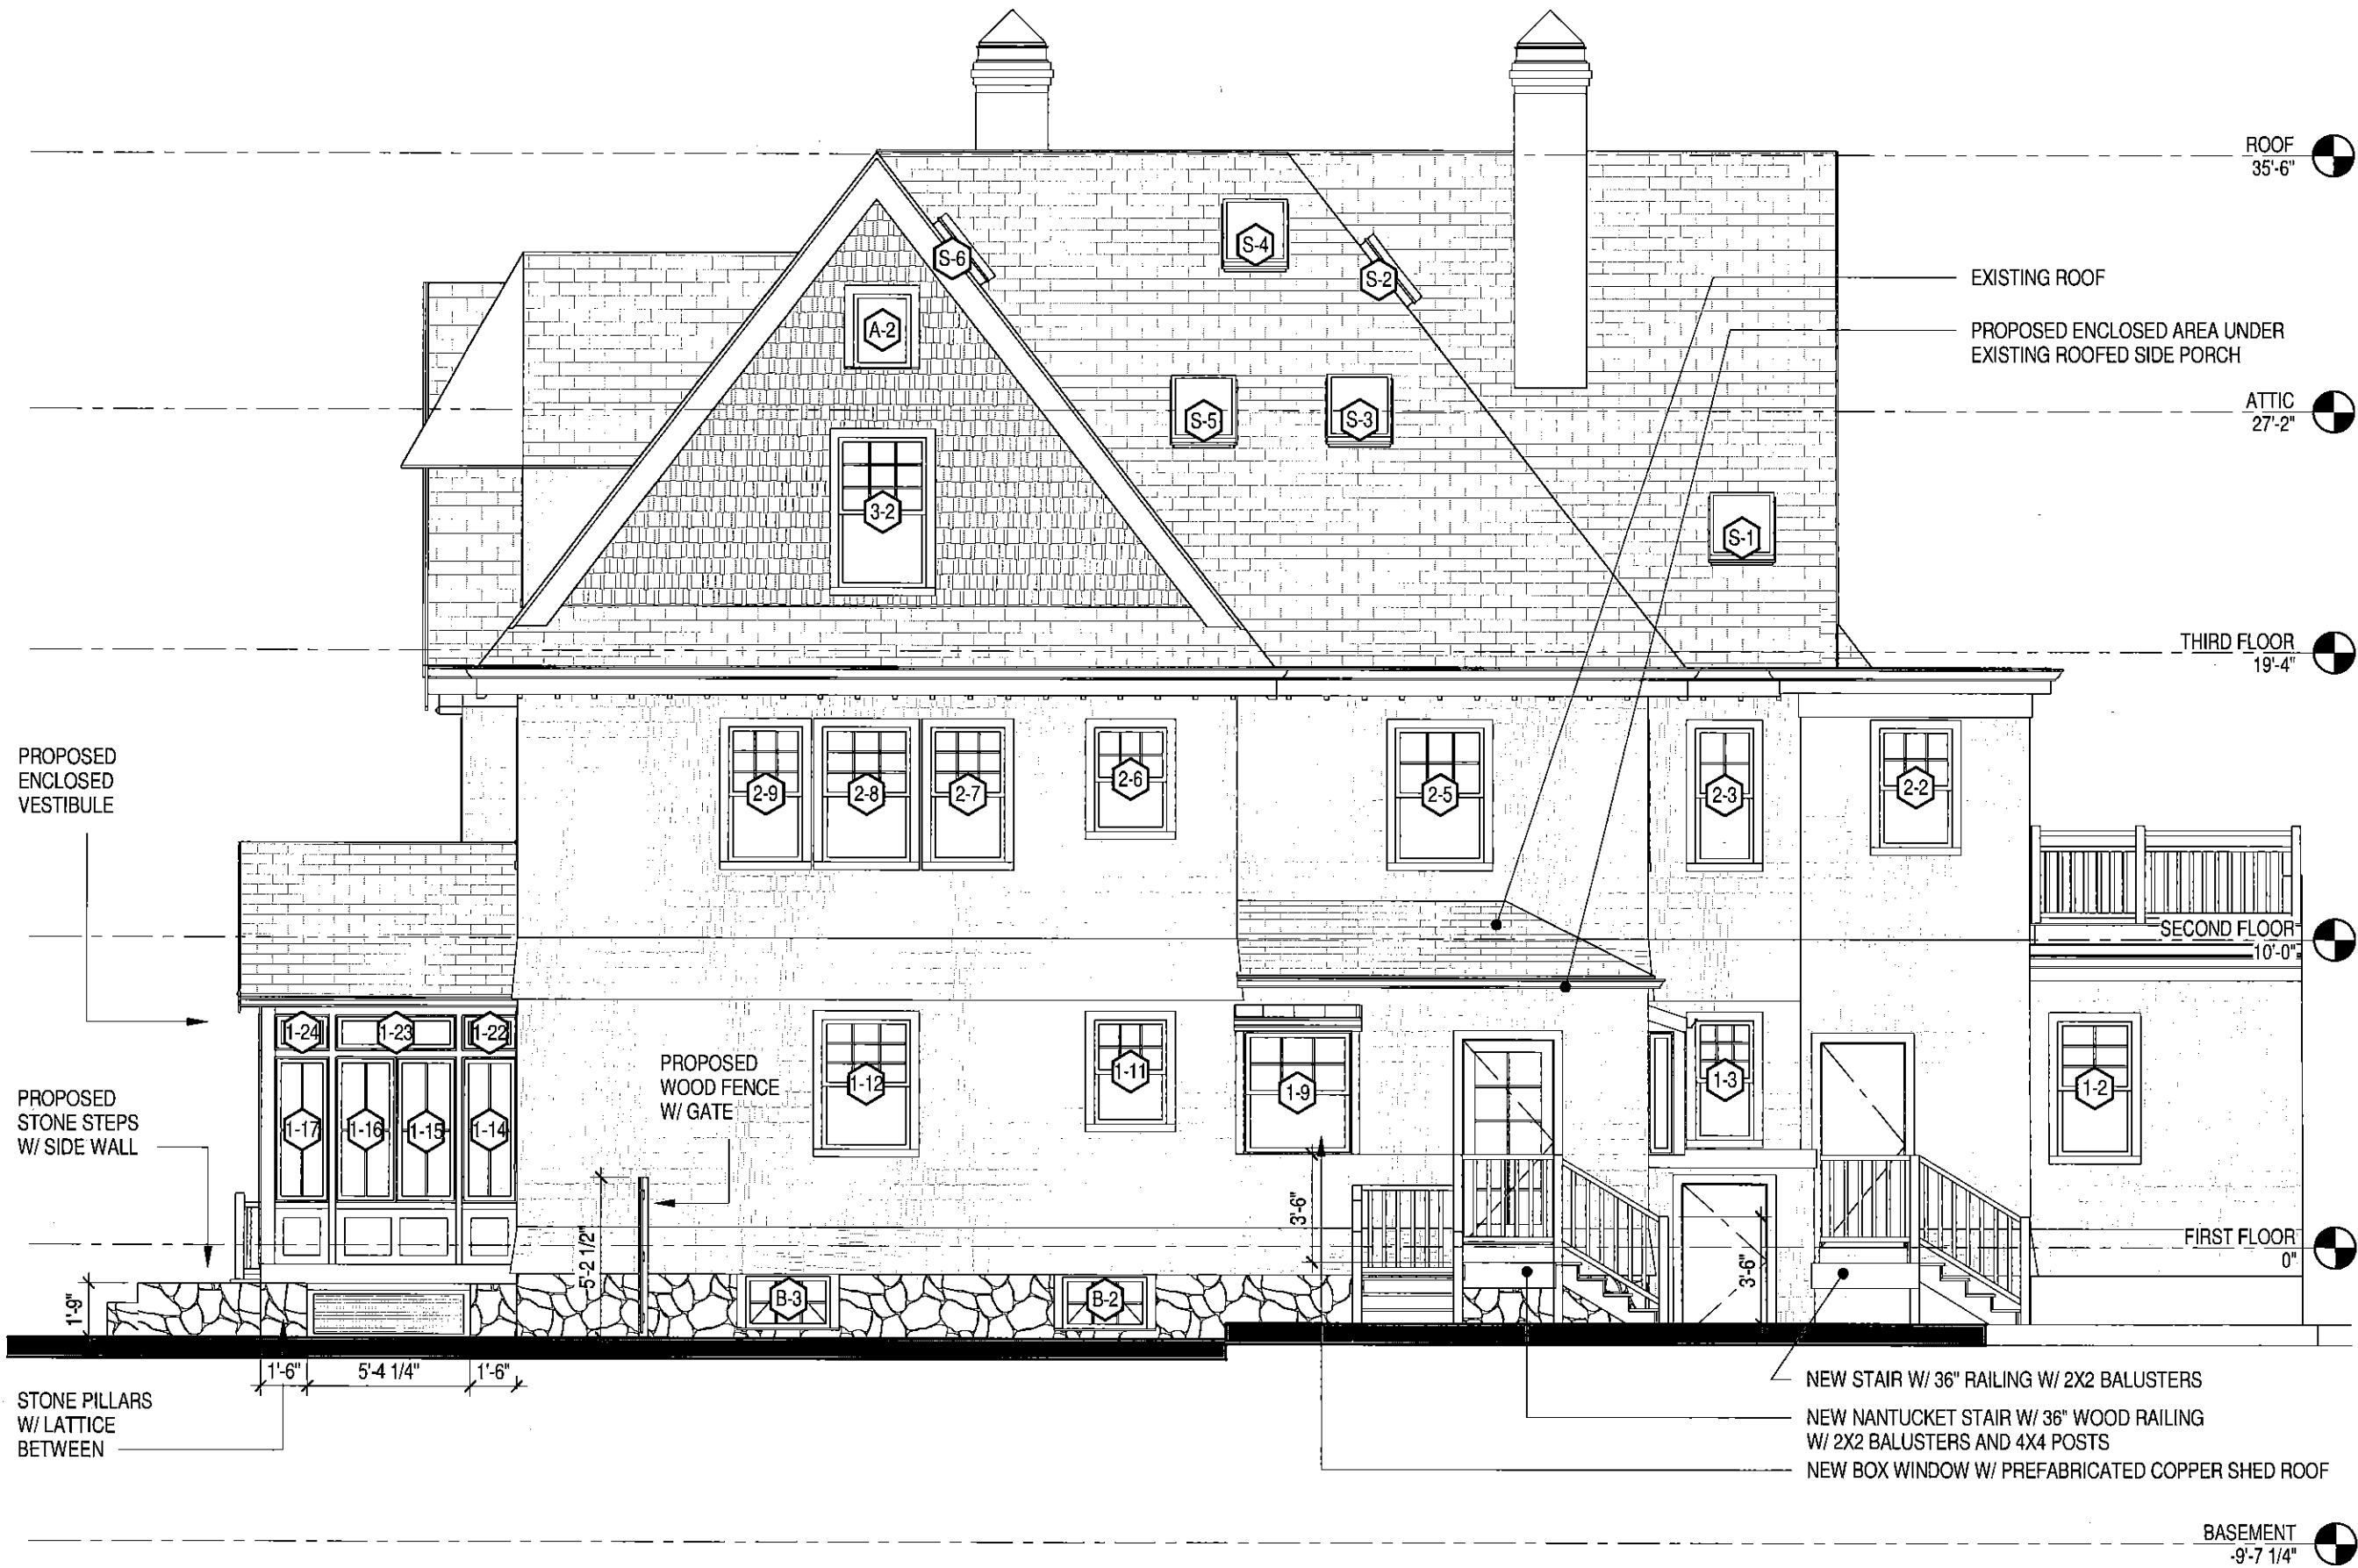 ROOF
35'-6"
S-4
S-6
S-2
EXISTING ROOF
A-2
PROPOSED ENCLOSED AREA UNDER
EXISTING ROOFED SIDE PORCH
ATTIC
27'-2"
S-5
S-3
3-2
S-1
THIRD FLOOR
19'-4"
PROPOSED
ENCLOSED
VESTIBULE
2-9
2-8
2-7
2-6
2-5
2-3
2-2
SECOND FLOOR
10'-0"
1-24
1-23
1-22
PROPOSED
WOOD FENCE
W/ GATE
1-12
1-11
1-9
1-3
1-2
PROPOSED
STONE STEPS
W/ SIDE WALL
1-17
1-16
1-15
1-14
3'-6"
5'-2 1/2"
FIRST FLOOR
0"
3'-6"
1'-9"
B-3
B-2
1'-6"
5'-4 1/4"
1'-6"
STONE PILLARS
W/ LATTICE
BETWEEN
NEW STAIR W/ 36" RAILING W/ 2X2 BALUSTERS
NEW NANTUCKET STAIR W/ 36" WOOD RAILING
W/ 2X2 BALUSTERS AND 4X4 POSTS
NEW BOX WINDOW W/ PREFABRICATED COPPER SHED ROOF
BASEMENT
-9'-7 1/4"